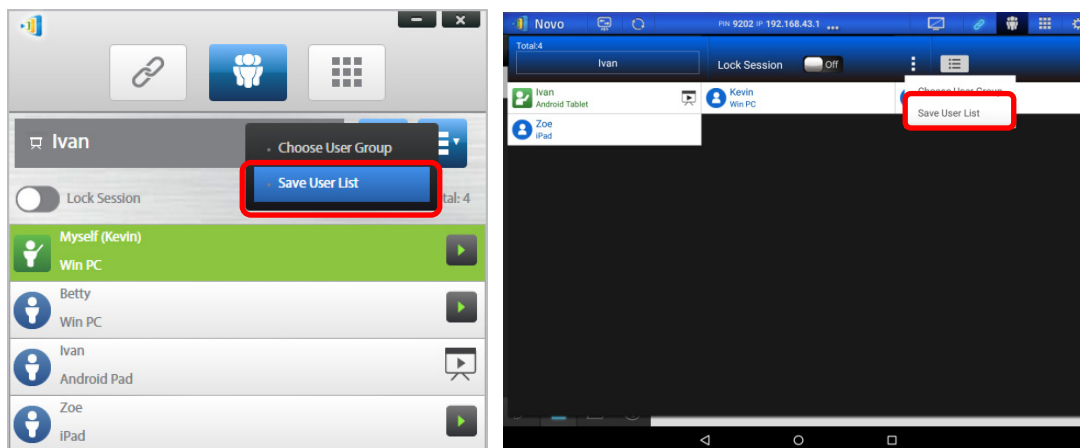 Ivan
Choose User Group
Save User List
Lock Session
tal: 4
Myself (Kevin)
Win PC
Betty
Win PC
Ivan
Android Pad
Zoe
iPad
Novo
PIN 9202 IP 192.168.43.1
Total:4
Ivan
Lock Session
Off
Choose User Group
Save User List
Ivan
Android Tablet
Kevin
Win PC
Zoe
iPad